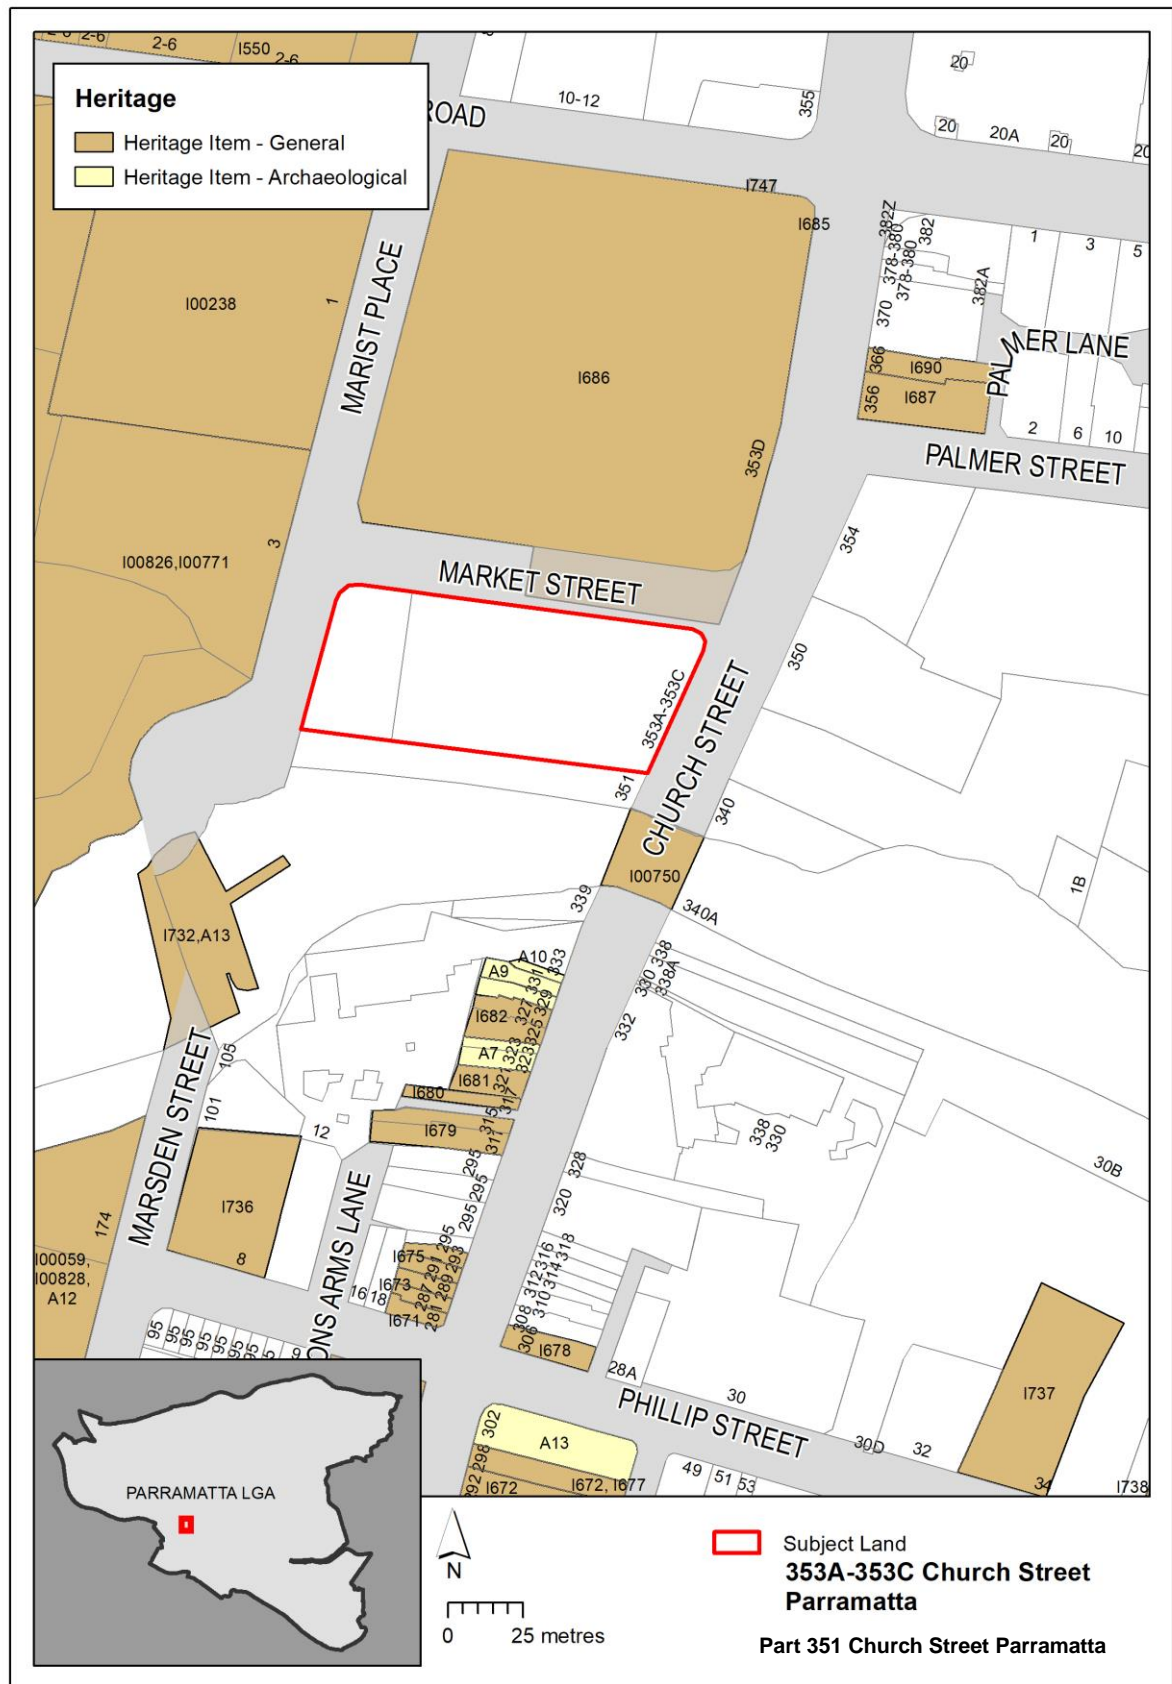 2-6
2-6
2-6
I550
2-6
Heritage
Heritage Item - General
Heritage Item - Archaeological
ROAD
10-12
355
20
20
20A
20
20
I747
I685
382Z
382
378-380
378-380
382A
370
1
3
5
PALMER LANE
366
I690
356
I687
2
6
10
PALMER STREET
I00238
1
MARIST PLACE
I686
353D
I00826,I00771
3
MARKET STREET
354
350
353A-353C
CHURCH STREET
351
340
I00750
339
340A
1B
I732,A13
A10
333
A9
331
329
I682
327
325
A7
323
323
I681
321
I680
317
315
I679
311
338
330
338A
332
338
330
30B
MARSDEN STREET
105
101
12
I736
8
174
I00059,
I00828,
A12
ONS ARMS LANE
295
295
295
295
I675
293
291
I673
289
287
I671
281
16
18
328
320
318
316
314
312
310
308
306
I678
28A
30
PHILLIP STREET
30D
32
34
I737
I738
95
95
95
95
95
95
9
302
A13
298
292
I672
I672, I677
49
51
53
PARRAMATTA LGA
N
0
25 metres
Subject Land
353A-353C Church Street
Parramatta
Part 351 Church Street Parramatta